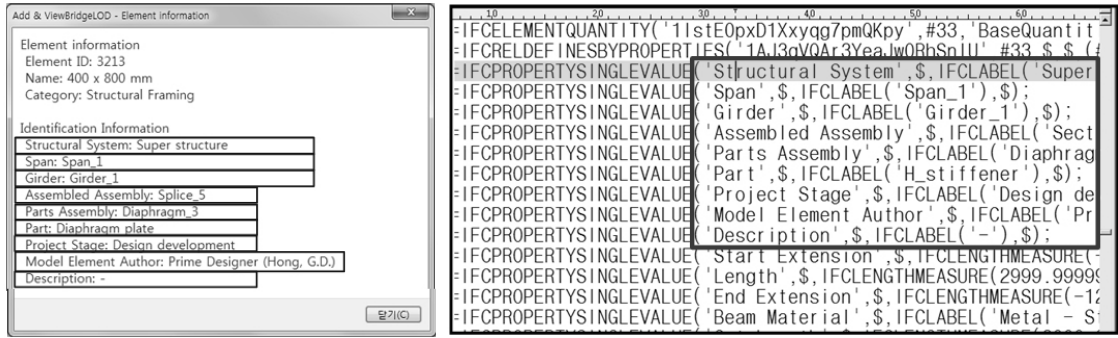 Add & ViewBridgeLOD - Element information
Element information
Element ID: 3213
Name: 400 x 800 mm
Category: Structural Framing
Identification Information
Structural System: Super structure
Span: Span_1
Girder: Girder_1
Assembled Assembly: Splice_5
Parts Assembly: Diaphragm_3
Part: Diaphragm plate
Project Stage: Design development
Model Element Author: Prime Designer (Hong, G.D.)
Description: -
닫기(C)
10 20 30 40 50 60
=IFCELEMENTQUANTITY('1IstEOpxD1Xxyqg7pmQKpy',#33,'BaseQuantit
=IFCRELDEFINESBYPROPERTIES( #33,$,$,(
=IFCPROPERTYSINGLEVALUE('Structural System',$,IFCLABEL('Super
=IFCPROPERTYSINGLEVALUE('Span',$,IFCLABEL('Span_1'),$);
=IFCPROPERTYSINGLEVALUE('Girder',$,IFCLABEL('Girder_1'),$);
=IFCPROPERTYSINGLEVALUE('Assembled Assembly',$,IFCLABEL('Sect
=IFCPROPERTYSINGLEVALUE('Parts Assembly',$,IFCLABEL('Diaphrag
=IFCPROPERTYSINGLEVALUE('Part',$,IFCLABEL('H_stiffener'),$);
=IFCPROPERTYSINGLEVALUE('Project Stage',$,IFCLABEL('Design de
=IFCPROPERTYSINGLEVALUE('Model Element Author',$,IFCLABEL('Pr
=IFCPROPERTYSINGLEVALUE('Description',$,IFCLABEL('-'),$);
=IFCPROPERTYSINGLEVALUE('Start Extension',$,IFCLENGTHMEASURE(-
=IFCPROPERTYSINGLEVALUE('Length',$,IFCLENGTHMEASURE(2999.99999
=IFCPROPERTYSINGLEVALUE('End Extension',$,IFCLENGTHMEASURE(-12
=IFCPROPERTYSINGLEVALUE('Beam Material',$,IFCLABEL('Metal - S